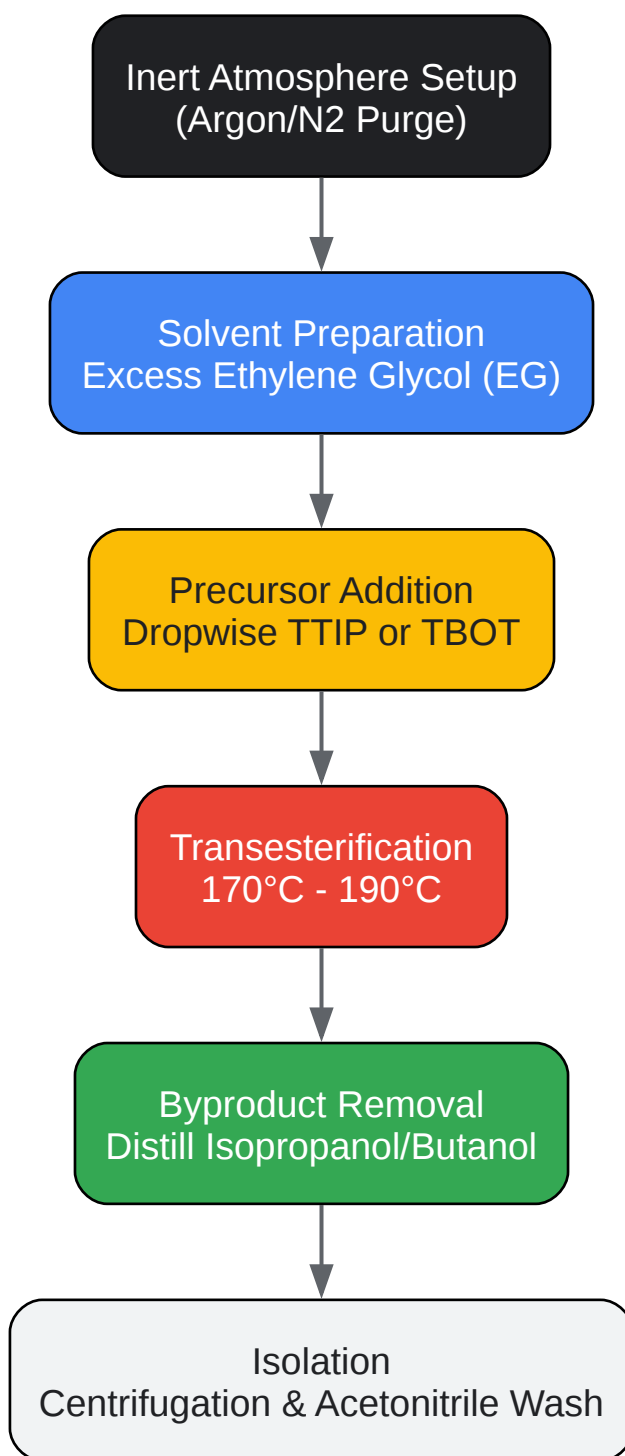 Inert Atmosphere Setup
(Argon/N2 Purge)
Solvent Preparation
Excess Ethylene Glycol (EG)
Precursor Addition
Dropwise TTIP or TBOT
Transesterification
170°C - 190°C
Byproduct Removal
Distill Isopropanol/Butanol
Isolation
Centrifugation & Acetonitrile Wash